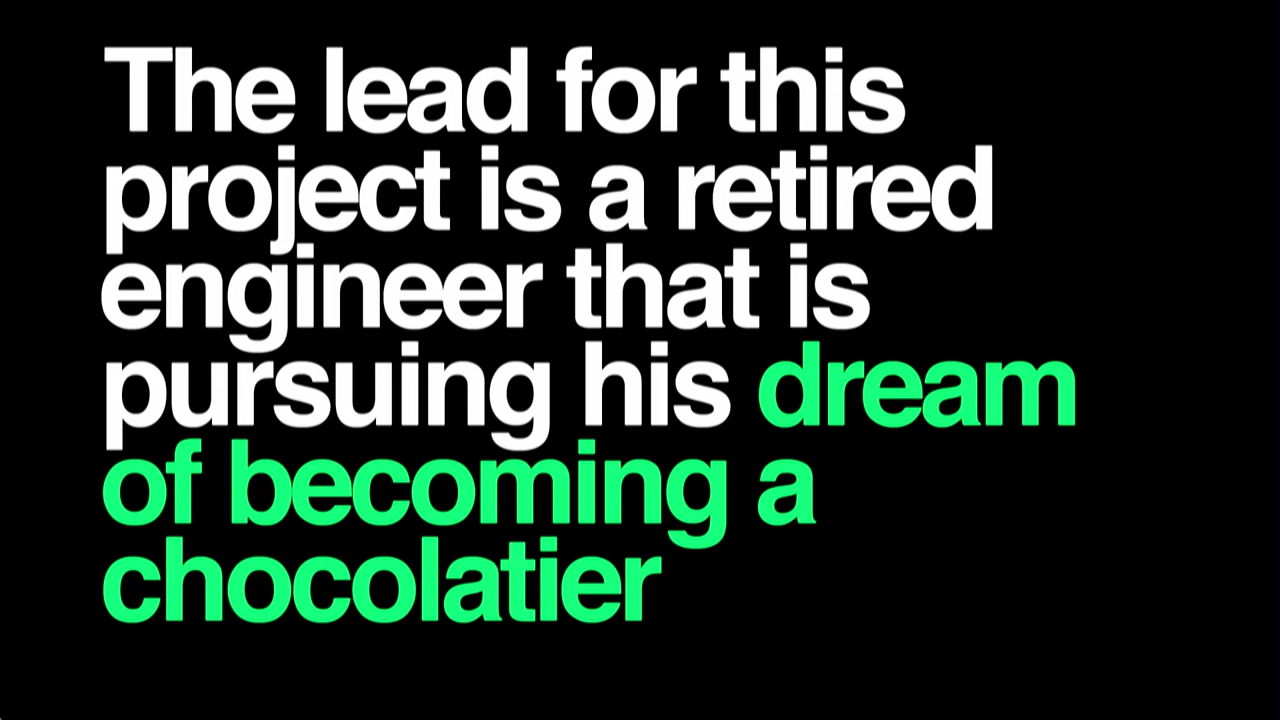 The lead for this
project is a retired
engineer that is
pursuing his dream
of becoming a
chocolatier